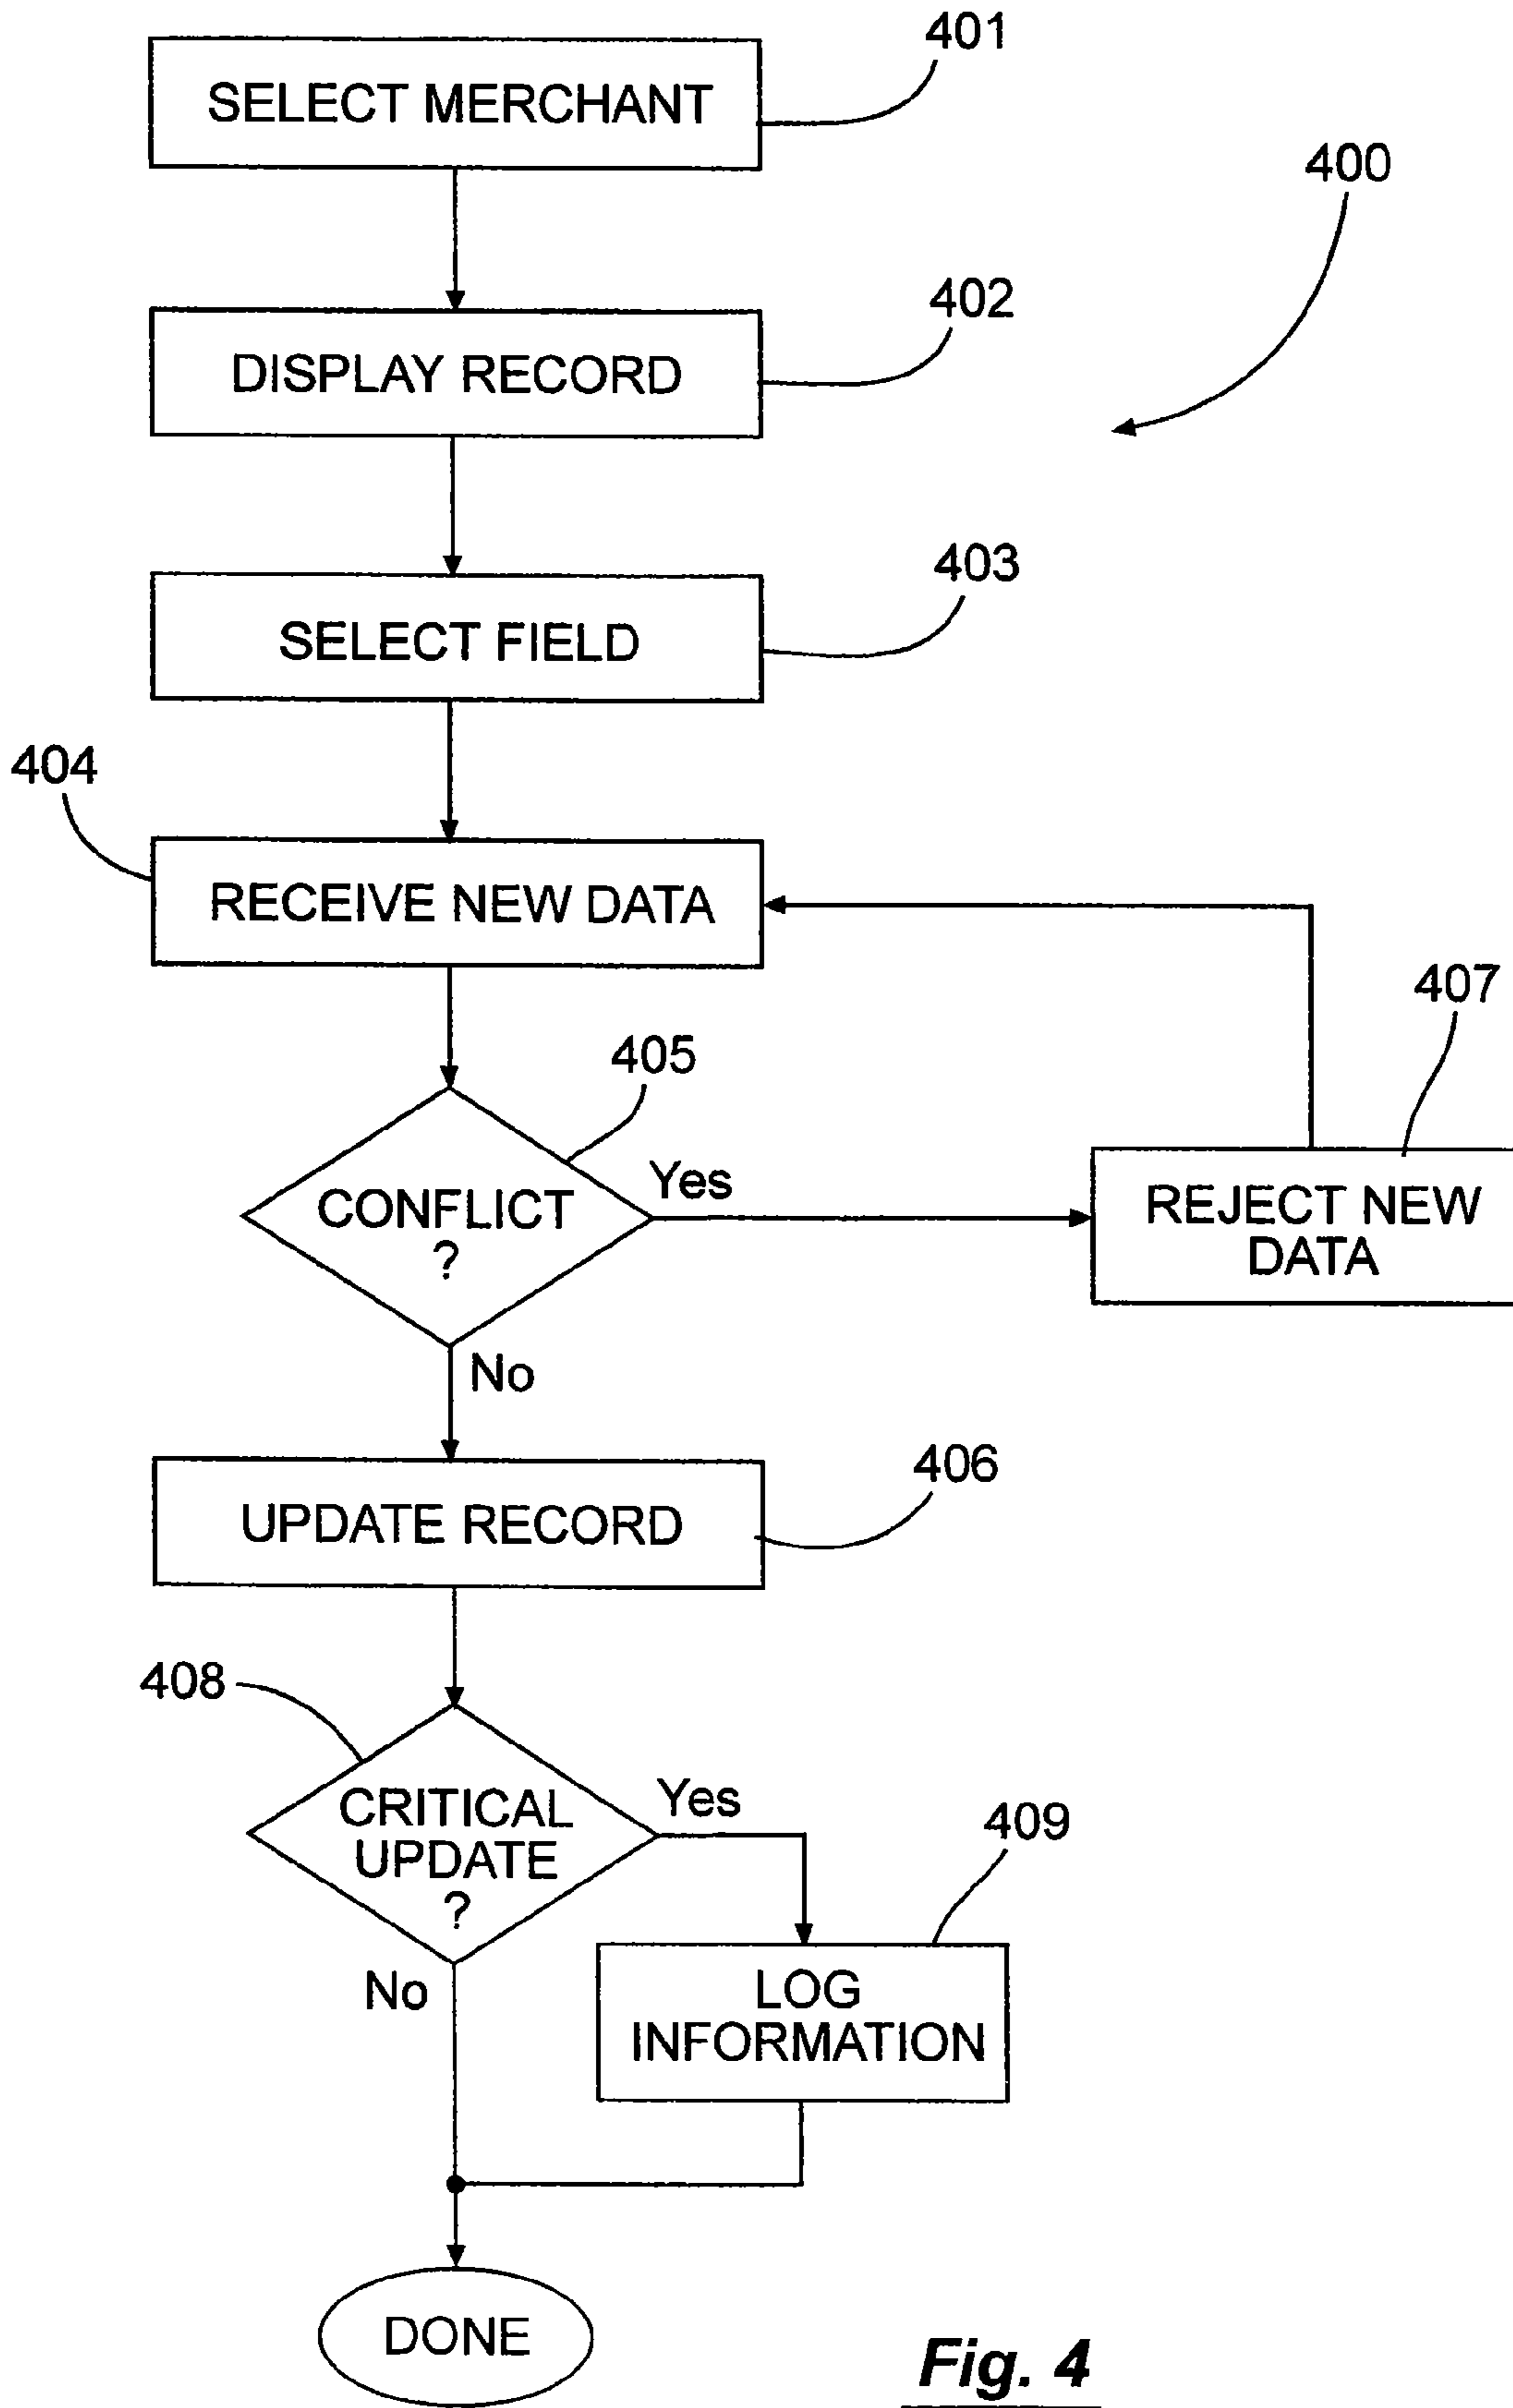 401
SELECT MERCHANT
400
402
DISPLAY RECORD
403
SELECT FIELD
404
RECEIVE NEW DATA
407
405
Yes
CONFLICT
?
REJECT NEW
DATA
No
406
UPDATE RECORD
408
Yes
CRITICAL
UPDATE
?
409
No
LOG
INFORMATION
DONE
Fig. 4